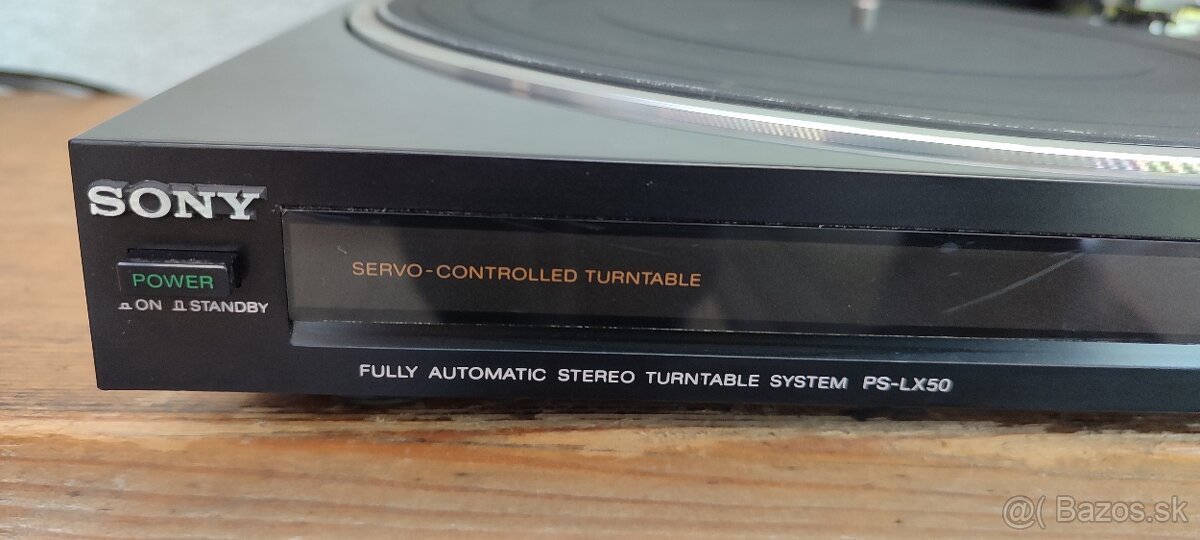 SONY
POWER
ON STANDBY
SERVO-CONTROLLED TURNTABLE
FULLY AUTOMATIC STEREO TURNTABLE SYSTEM PS-LX50
@( Bazos.sk